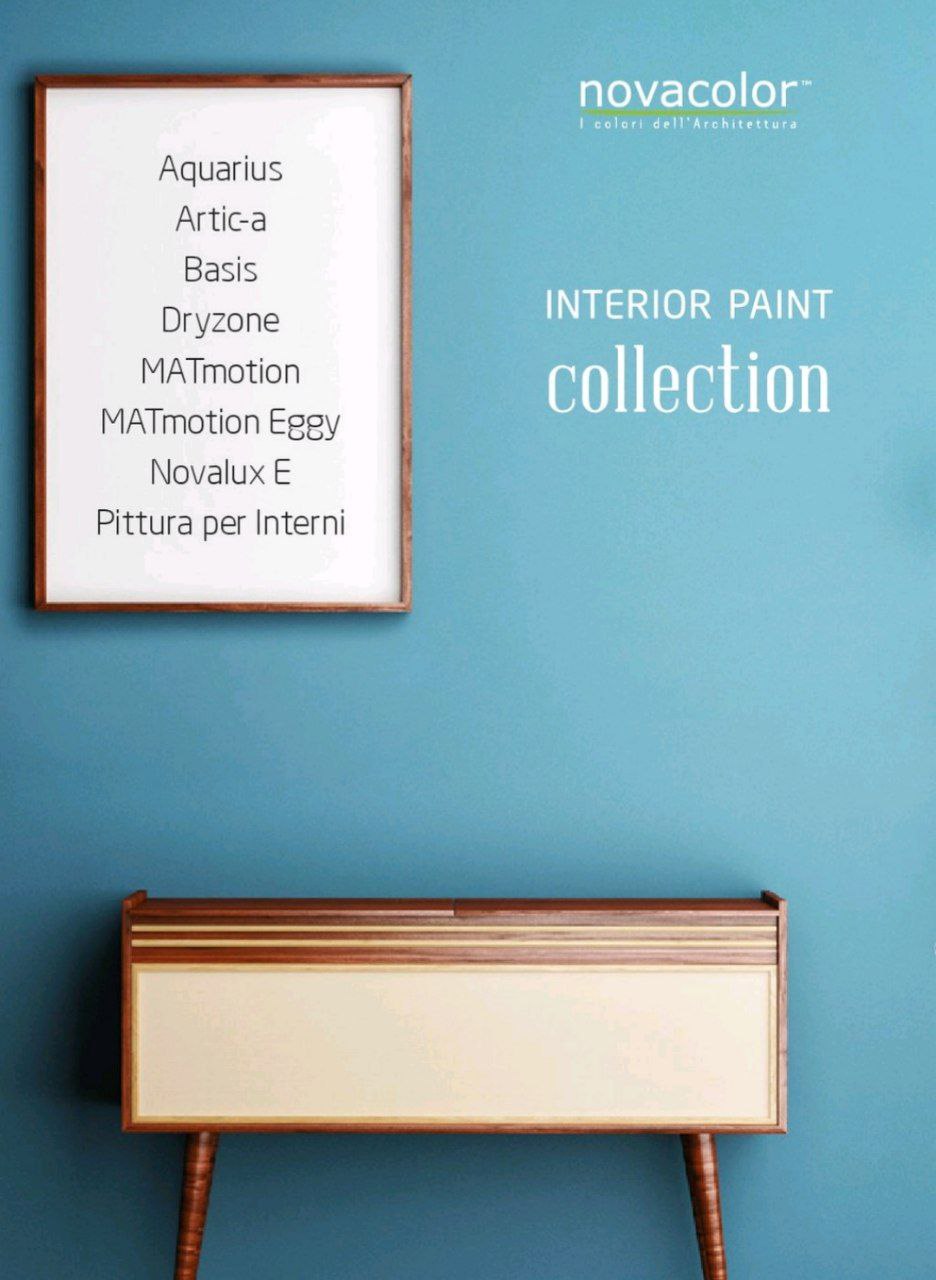 novacolor™
I colori dell'Architettura
INTERIOR PAINT
collection
Aquarius
Artic-a
Basis
Dryzone
MATmotion
MATmotion Eggy
Novalux E
Pittura per Interni